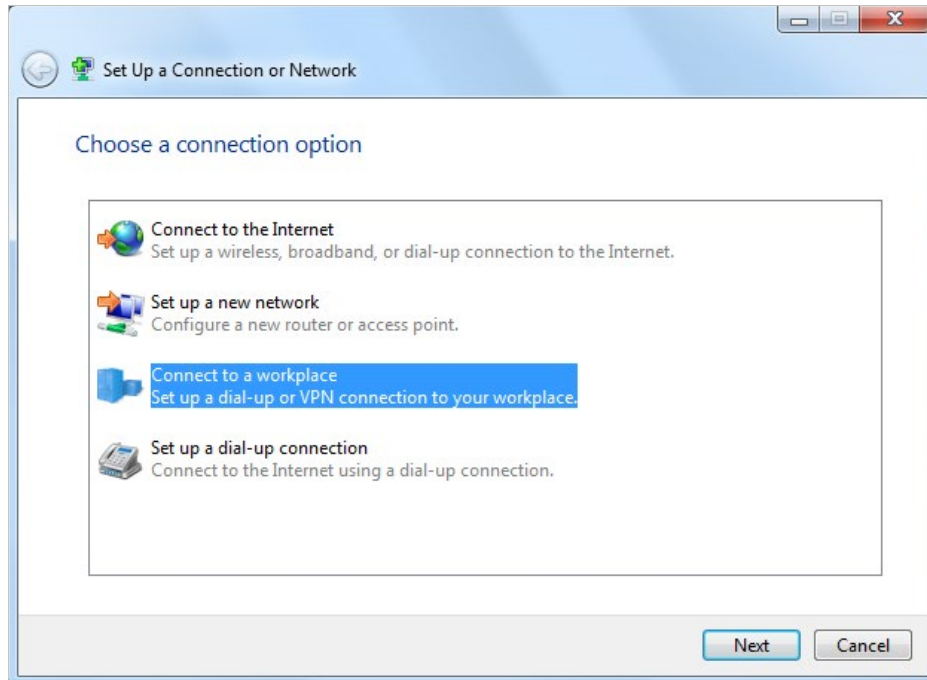 Set Up a Connection or Network
Choose a connection option
Connect to the Internet
Set up a wireless, broadband, or dial-up connection to the Internet.
Set up a new network
Configure a new router or access point.
Connect to a workplace
Set up a dial-up or VPN connection to your workplace.
Set up a dial-up connection
Connect to the Internet using a dial-up connection.
Next Cancel